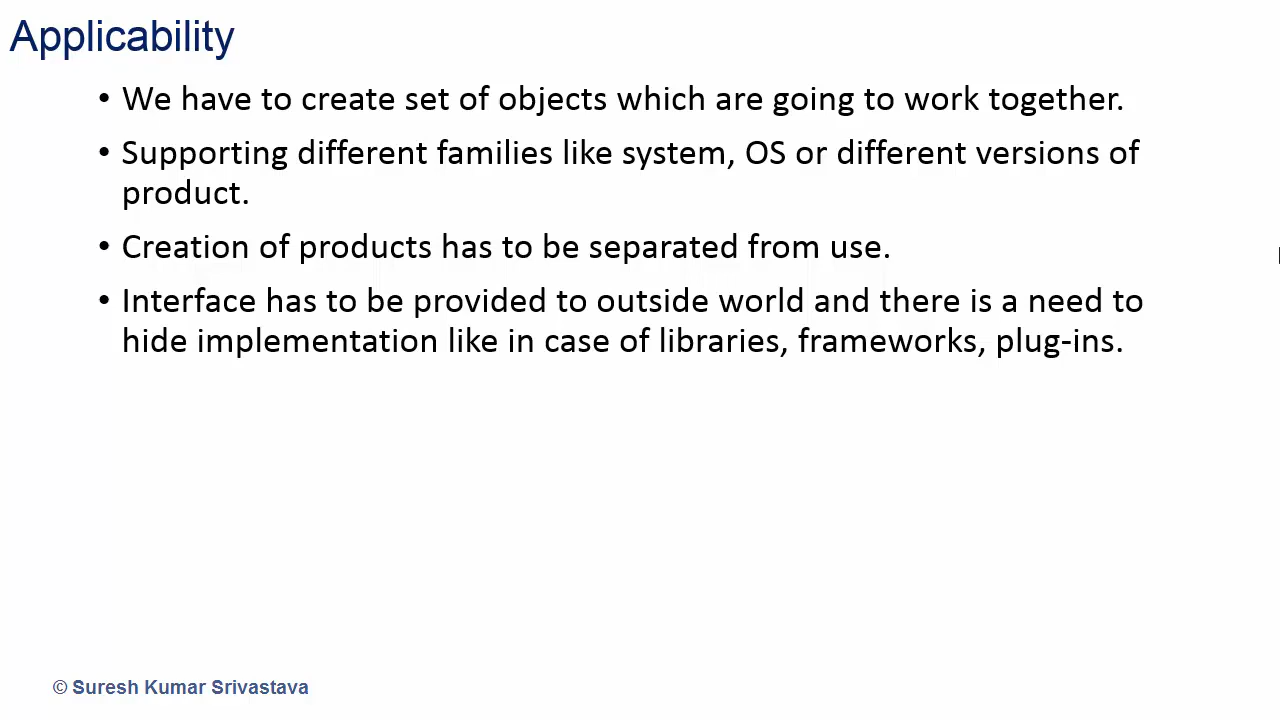 Applicability
• We have to create set of objects which are going to work together.
• Supporting different families like system, OS or different versions of
product.
• Creation of products has to be separated from use.
• Interface has to be provided to outside world and there is a need to
hide implementation like in case of libraries, frameworks, plug-ins.
© Suresh Kumar Srivastava